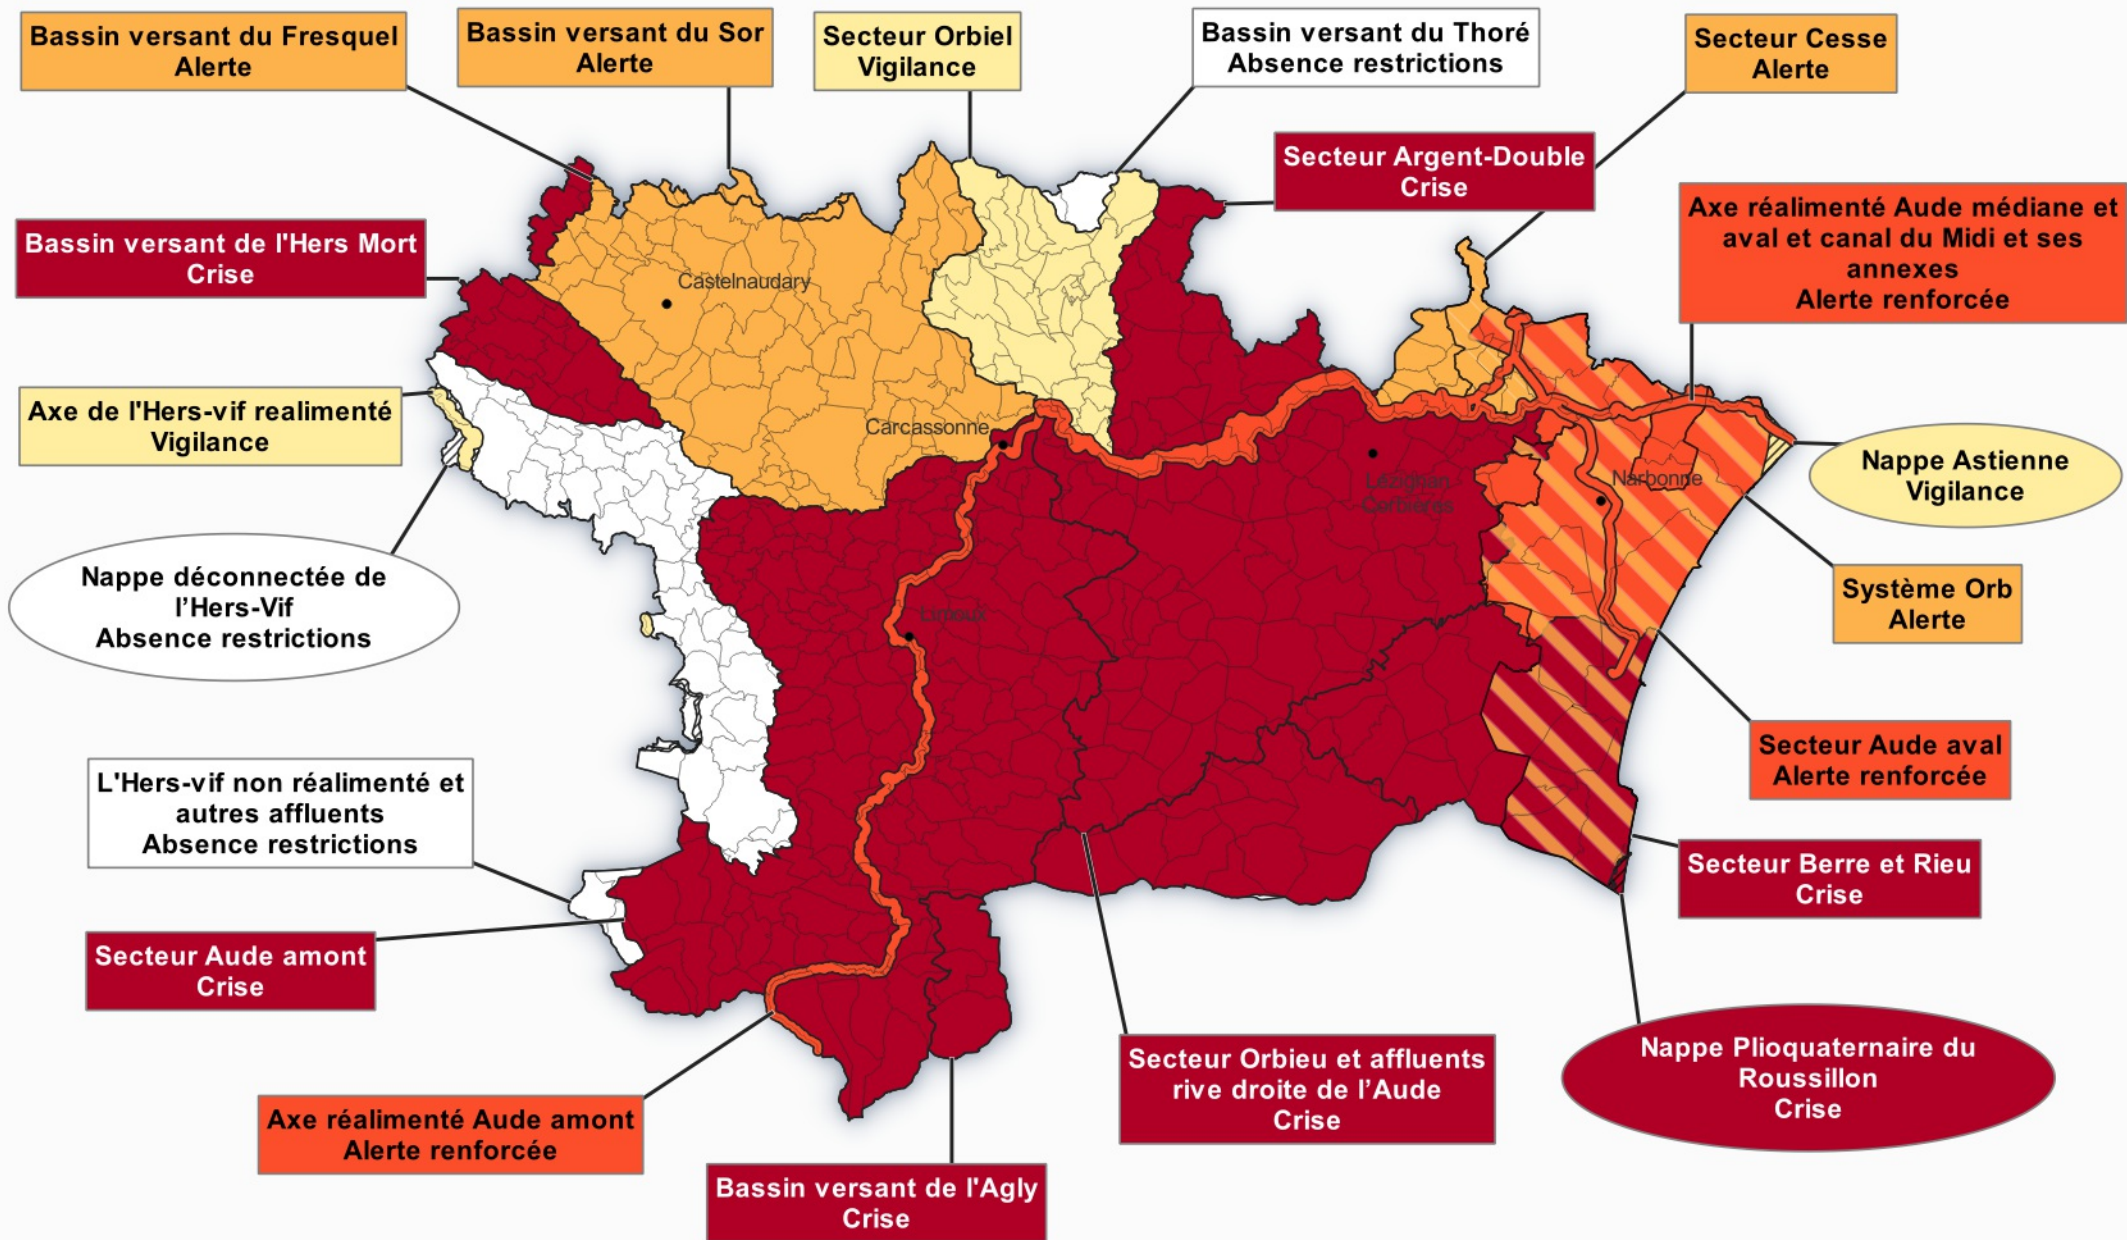 Bassin versant du Fresquel
Alerte
Bassin versant du Sor
Alerte
Secteur Orbiel
Vigilance
Bassin versant du Thoré
Absence restrictions
Secteur Cesse
Alerte
Secteur Argent-Double
Crise
Axe réalimenté Aude médiane et
aval et canal du Midi et ses
annexes
Alerte renforcée
Bassin versant de l'Hers Mort
Crise
Castelnaudary
Axe de l'Hers-vif realimenté
Vigilance
Carcassonne
Lézignan
Corbières
Narbonne
Nappe Astienne
Vigilance
Nappe déconnectée de
l’Hers-Vif
Absence restrictions
Limoux
Système Orb
Alerte
Secteur Aude aval
Alerte renforcée
L'Hers-vif non réalimenté et
autres affluents
Absence restrictions
Secteur Berre et Rieu
Crise
Secteur Aude amont
Crise
Secteur Orbieu et affluents
rive droite de l’Aude
Crise
Nappe Plioquaternaire du
Roussillon
Crise
Axe réalimenté Aude amont
Alerte renforcée
Bassin versant de l'Agly
Crise